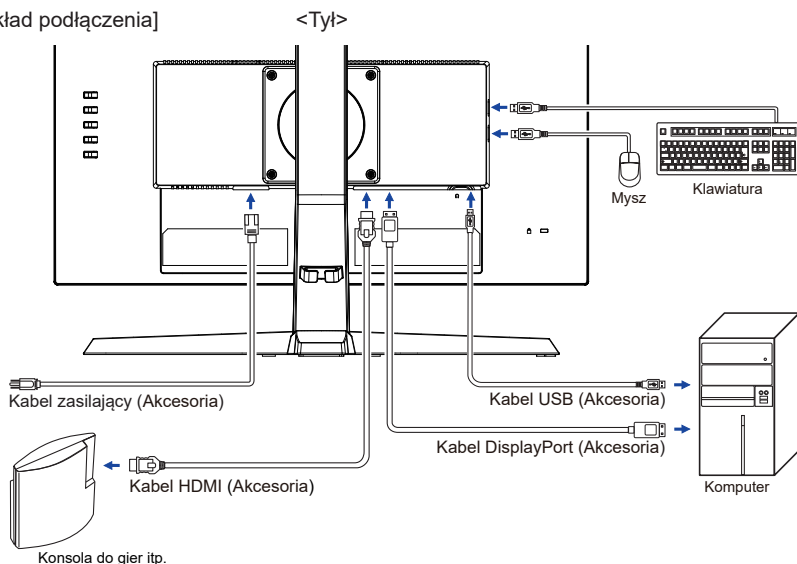 kład podłączenia]
<Tył>
Mysz
Klawiatura
Kabel zasilający (Akcesoria)
Kabel USB (Akcesoria)
Kabel DisplayPort (Akcesoria)
Kabel HDMI (Akcesoria)
Komputer
Konsola do gier itp.